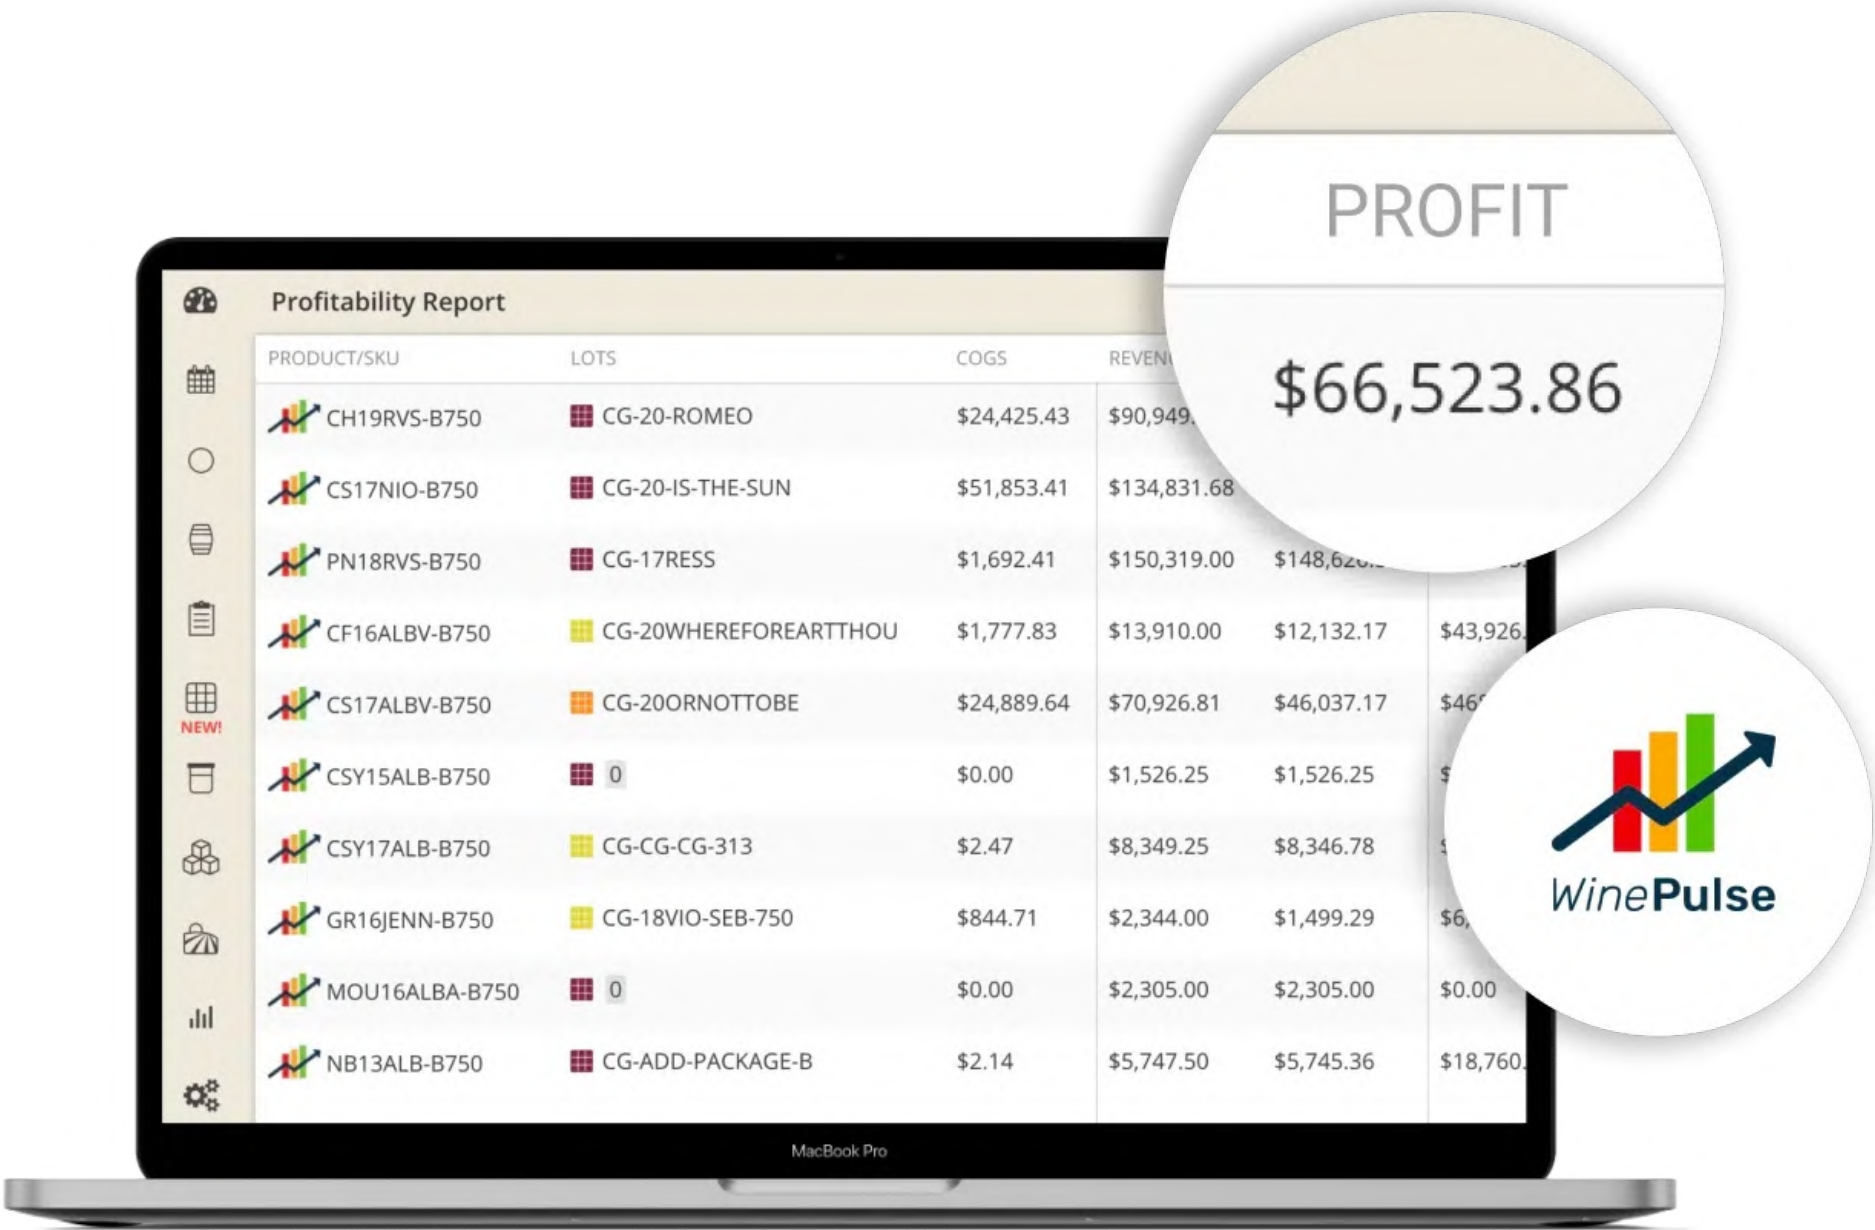 PROFIT
$66,523.86
Profitability Report
PRODUCT/SKU LOTS COGS
CH19RVS-B750 CG-20-ROMEO $24,425.43
CS17NIO-B750 CG-20-IS-THE-SUN $51,853.41 $134,831.68
PN18RVS-B750 CG-17RESS $1,692.41 $150,319.00
CF16ALBV-B750 CG-20WHEREFOREARTTHOU $1,777.83 $13,910.00 $12,132.17 $43,926.
CS17ALBV-B750 CG-20ORNOTTOBE $24,889.64 $70,926.81 $46,037.17
NEW!
CSY15ALB-B750 0 $0.00 $1,526.25 $1,526.25
CSY17ALB-B750 CG-CG-CG-313 $2.47 $8,349.25 $8,346.78
GR16JENN-B750 CG-18VIO-SEB-750 $844.71 $2,344.00 $1,499.29
MOU16ALBA-B750 0 $0.00 $2,305.00 $2,305.00 $0.00
NB13ALB-B750 CG-ADD-PACKAGE-B $2.14 $5,747.50 $5,745.36 $18,760.
WinePulse
MacBook Pro